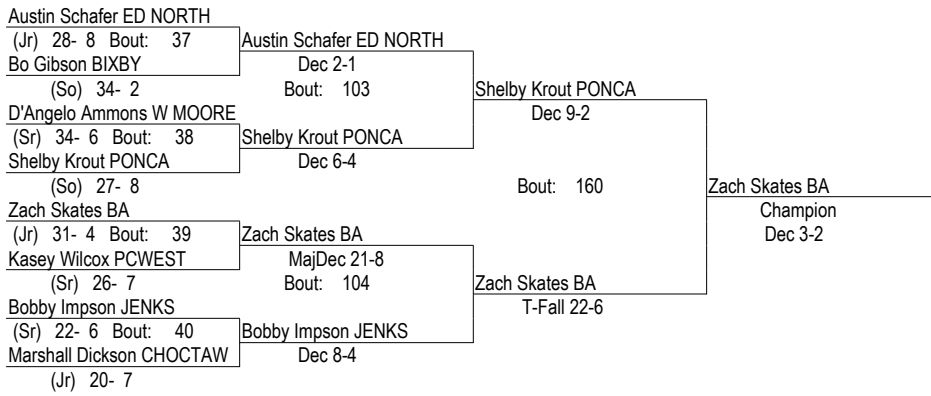 Austin Schafer ED NORTH
(Jr) 28- 8 Bout: 37
Austin Schafer ED NORTH
Bo Gibson BIXBY
Dec 2-1
(So) 34- 2
Bout: 103
Shelby Krout PONCA
D'Angelo Ammons W MOORE
Dec 9-2
(Sr) 34- 6 Bout: 38
Shelby Krout PONCA
Shelby Krout PONCA
Dec 6-4
(So) 27- 8
Bout: 160
Zach Skates BA
Zach Skates BA
Champion
(Jr) 31- 4 Bout: 39
Zach Skates BA
Dec 3-2
Kasey Wilcox PCWEST
MajDec 21-8
(Sr) 26- 7
Bout: 104
Zach Skates BA
Bobby Impson JENKS
T-Fall 22-6
(Sr) 22- 6 Bout: 40
Bobby Impson JENKS
Marshall Dickson CHOCTAW
Dec 8-4
(Jr) 20- 7